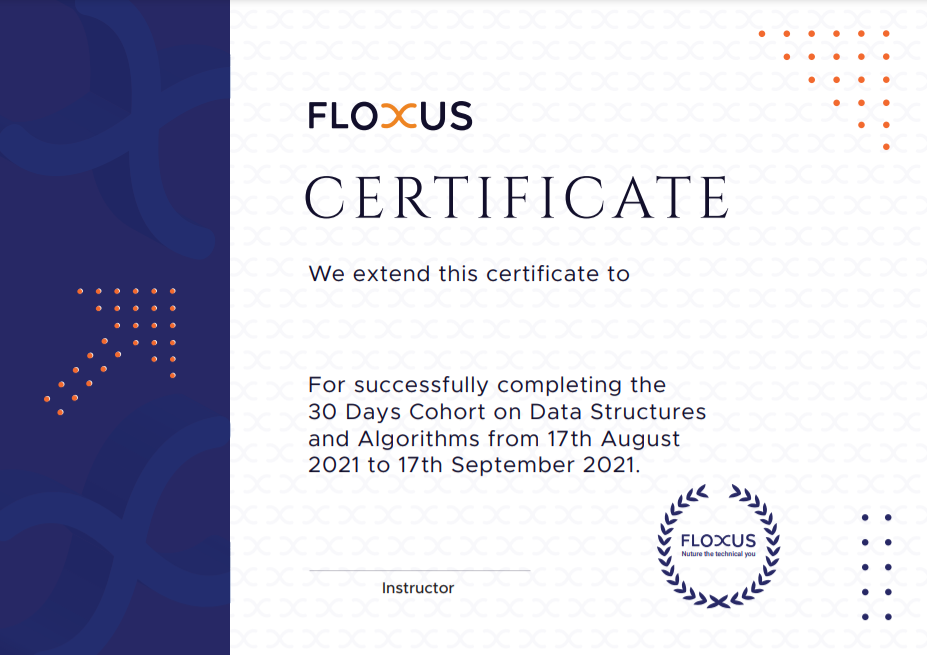 FLOXUS
CERTIFICATE
We extend this certificate to
For successfully completing the
30 Days Cohort on Data Structures
and Algorithms from 17th August
2021 to 17th September 2021.
FLOXUS
Nuture the technical you
Instructor